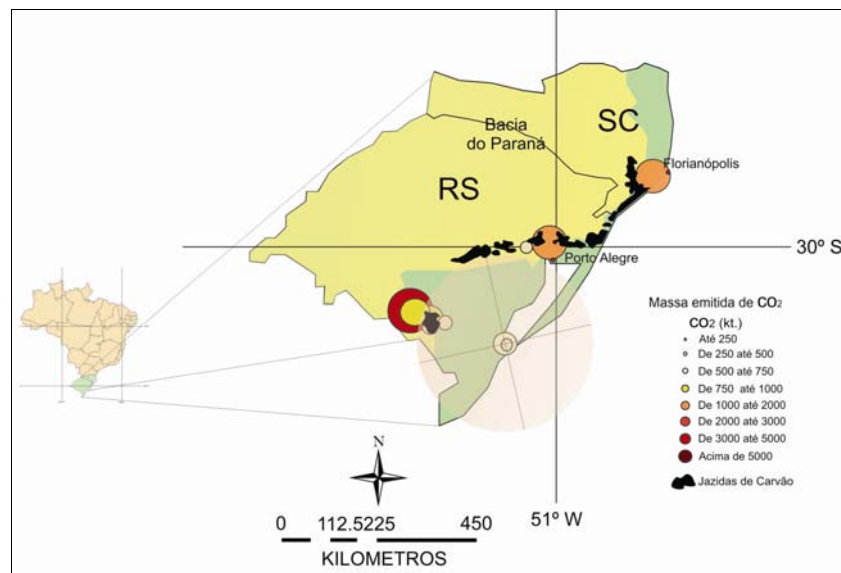 SC
Bacia
do Paraná
Florianópolis
RS
30º S
Porto Alegre
Massa emitida de CO2
CO2 (kt.)
Até 250
De 250 até 500
De 500 até 750
De 750 até 1000
De 1000 até 2000
De 2000 até 3000
De 3000 até 5000
Acima de 5000
Jazidas de Carvão
N
51º W
0 112.5225 450
KILOMETROS